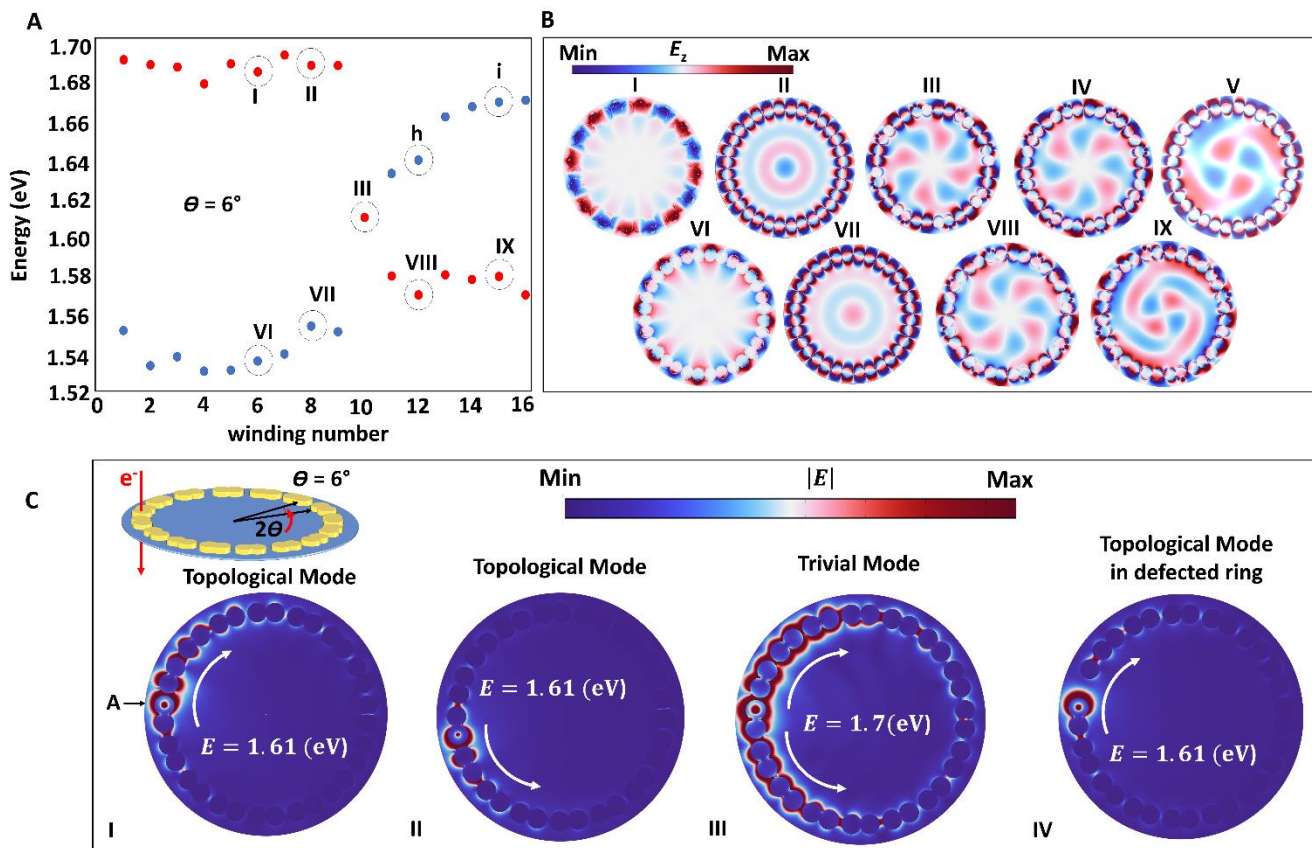 A
1.70
1.68
1.66
1.64
1.62
1.60
1.58
1.56
1.54
1.52
Energy (eV)
0 2 4 6 8 10 12 14 16
winding number
I
II
i
h
III
ϴ = 6°
VIII
IX
VII
VI
B
Min E_z Max
I II III IV V
VI VII VIII IX
C
e⁻
ϴ = 6°
2ϴ
Min |E| Max
Topological Mode
A
E = 1.61 (eV)
I
Topological Mode
E = 1.61 (eV)
II
Trivial Mode
E = 1.7(eV)
III
Topological Mode
in defected ring
E = 1.61 (eV)
IV